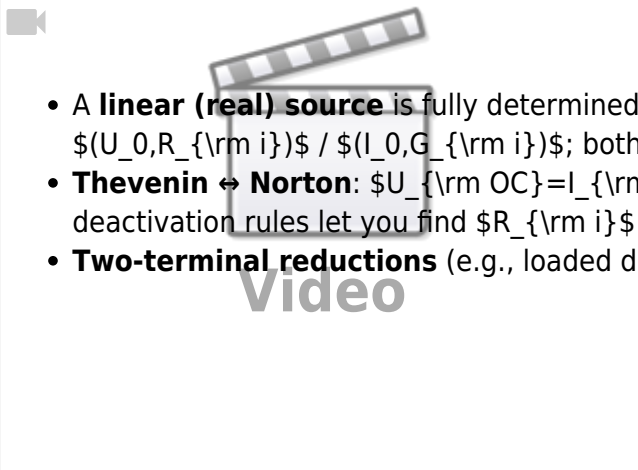 • A linear (real) source is fully determined
$(U_0,R_{\rm i})$ / $(I_0,G_{\rm i})$; both
• Thevenin ↔ Norton: $U_{\rm OC}=I_{\rm
deactivation rules let you find $R_{\rm i}$
• Two-terminal reductions (e.g., loaded d
Video